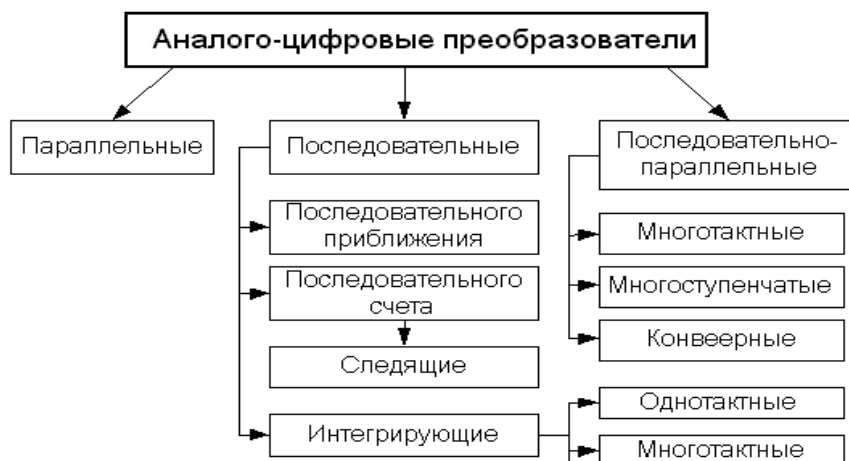 Аналого-цифровые преобразователи
Параллельные
Последовательные
Последовательно-
параллельные
Последовательного
приближения
Последовательного
счета
Следящие
Интегрирующие
Многотактные
Многоступенчатые
Конвеерные
Однотактные
Многотактные